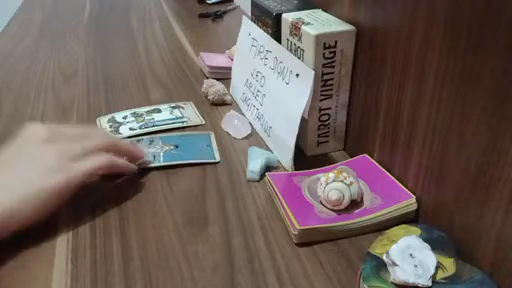 "FIRE SIGNS"
LEO
ARIES
SAGITTARIUS
TAROT
TAROT VINTAGE